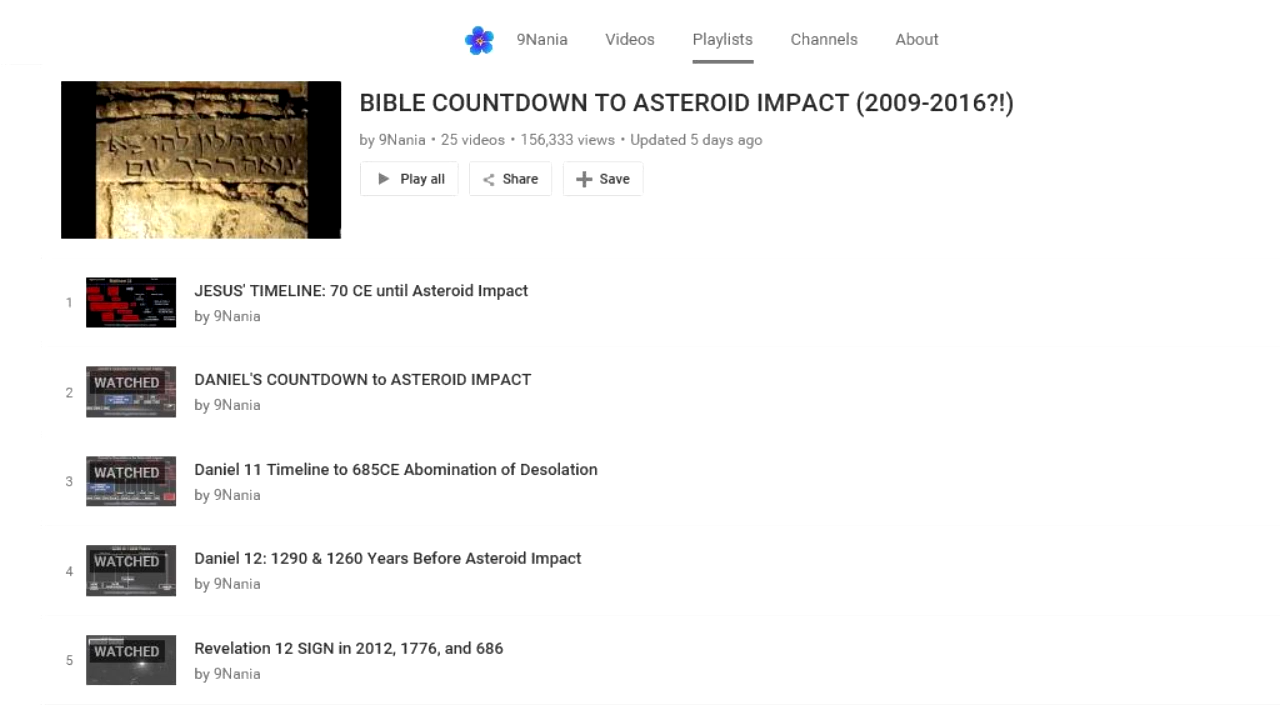 9Nania Videos Playlists Channels About
BIBLE COUNTDOWN TO ASTEROID IMPACT (2009-2016?!)
by 9Nania • 25 videos • 156,333 views • Updated 5 days ago
Play all Share Save
1
JESUS' TIMELINE: 70 CE until Asteroid Impact
by 9Nania
WATCHED
2
DANIEL'S COUNTDOWN to ASTEROID IMPACT
by 9Nania
WATCHED
3
Daniel 11 Timeline to 685CE Abomination of Desolation
by 9Nania
WATCHED
4
Daniel 12: 1290 & 1260 Years Before Asteroid Impact
by 9Nania
WATCHED
5
Revelation 12 SIGN in 2012, 1776, and 686
by 9Nania